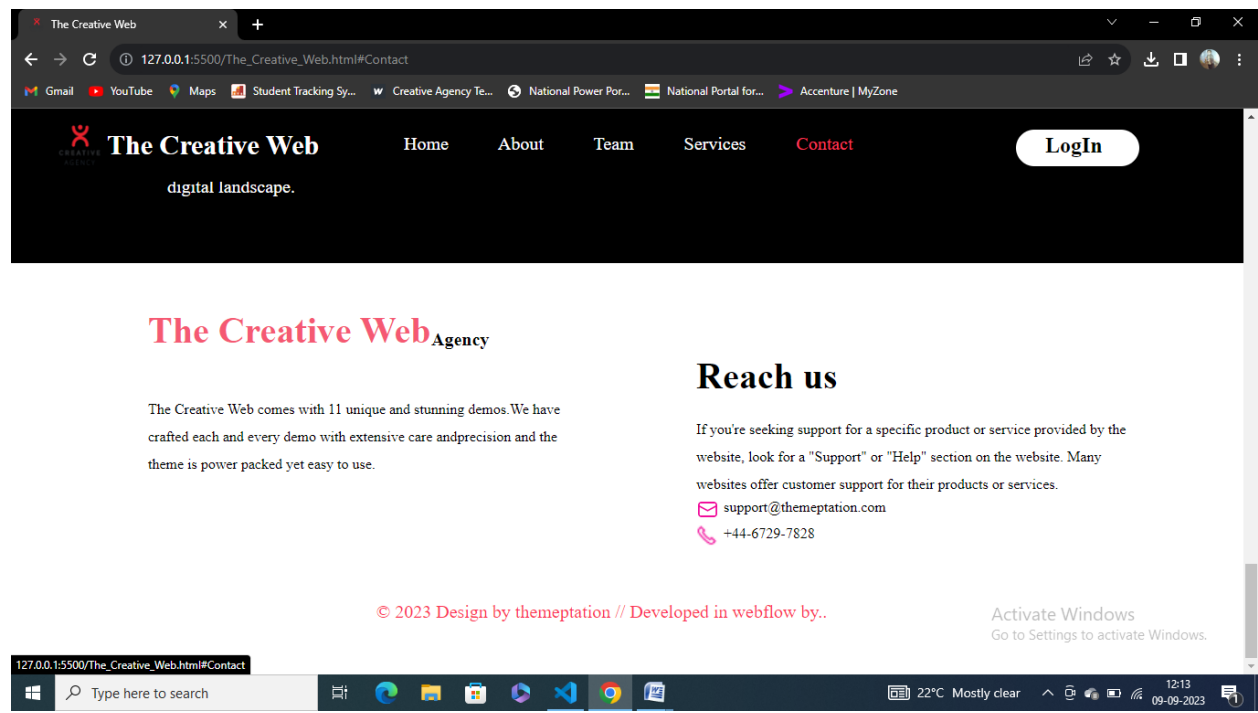 The Creative Web
127.0.0.1:5500/The_Creative_Web.html#Contact
Gmail YouTube Maps Student Tracking Sy... Creative Agency Te... National Power Por... National Portal for... Accenture | MyZone
CREATIVE
AGENCY
The Creative Web Home About Team Services Contact LogIn
digital landscape.
The Creative Web Agency
The Creative Web comes with 11 unique and stunning demos.We have
crafted each and every demo with extensive care andprecision and the
theme is power packed yet easy to use.
Reach us
If you're seeking support for a specific product or service provided by the
website, look for a "Support" or "Help" section on the website. Many
websites offer customer support for their products or services.
support@themeptation.com
+44-6729-7828
© 2023 Design by themeptation // Developed in webflow by..
Activate Windows
Go to Settings to activate Windows.
127.0.0.1:5500/The_Creative_Web.html#Contact
Type here to search 22°C Mostly clear 12:13
09-09-2023 1